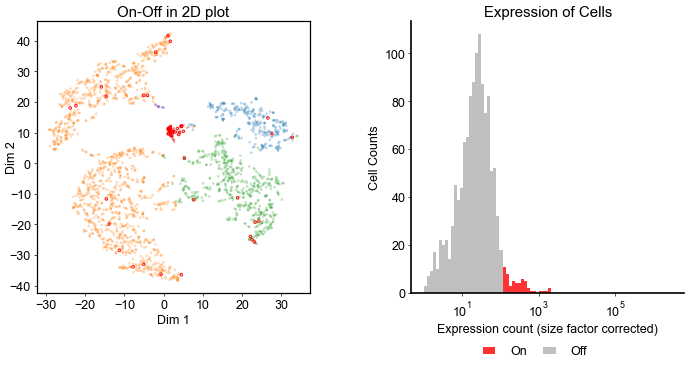 On-Off in 2D plot
40
30
20
10
0
−10
−20
−30
−40
Dim 2
−30 −20 −10 0 10 20 30
Dim 1
Expression of Cells
100
80
60
40
20
0
Cell Counts
10^1 10^3 10^5
Expression count (size factor corrected)
On Off